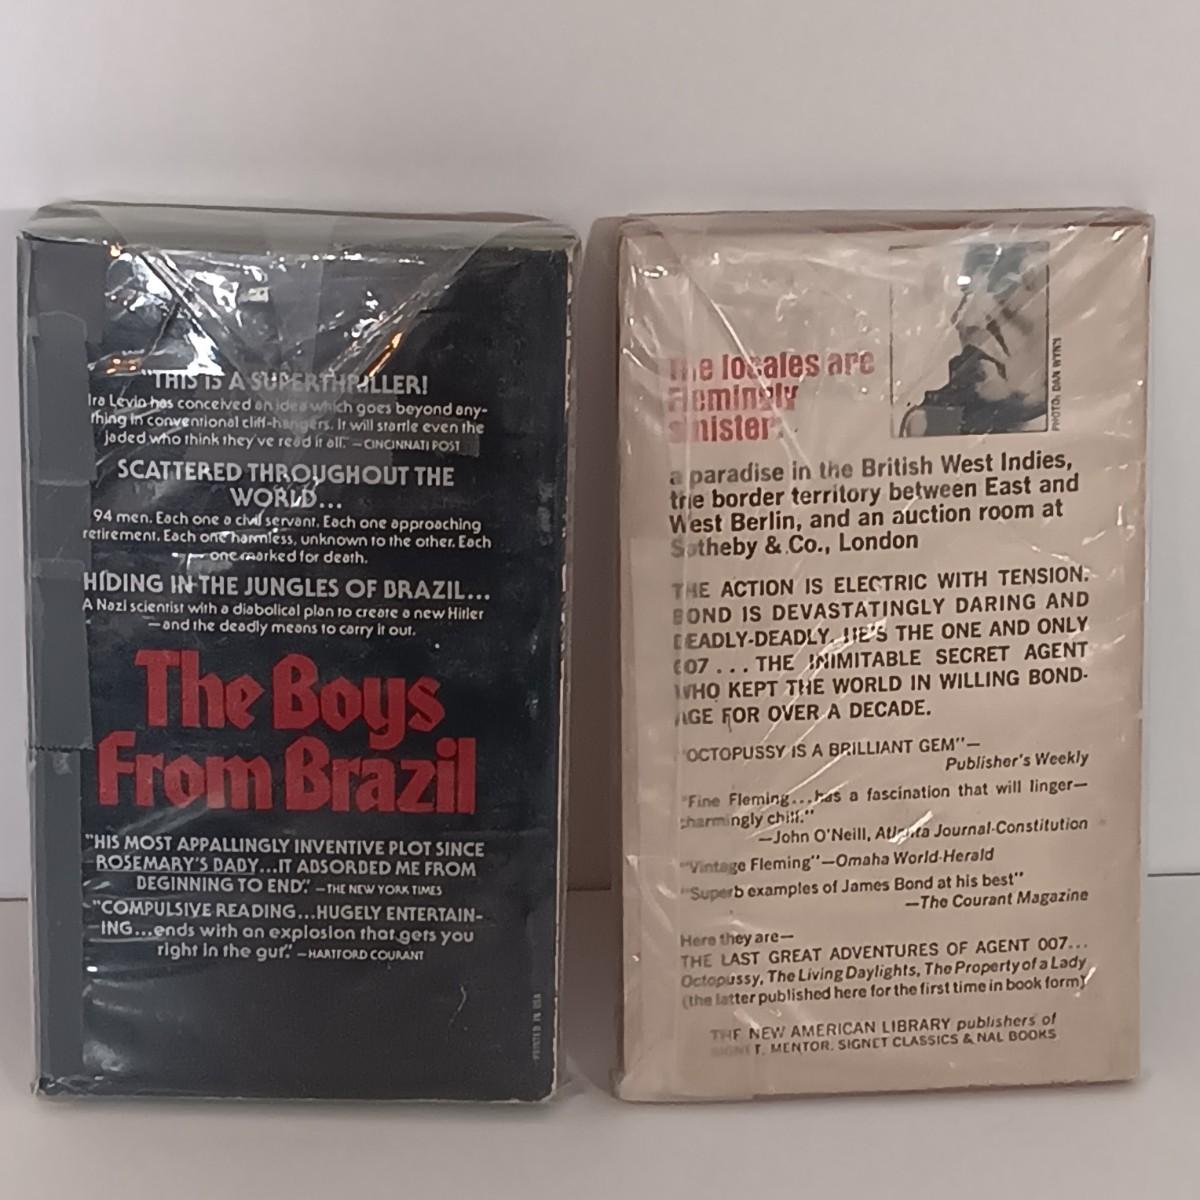 "THIS IS A SUPERTHRILLER!
Ira Levin has conceived an idea which goes beyond any-
thing in conventional cliff-hangers. It will startle even the
jaded who think they've read it all." —CINCINNATI POST
SCATTERED THROUGHOUT THE
WORLD...
94 men. Each one a civil servant. Each one approaching
retirement. Each one harmless, unknown to the other. Each
one marked for death.
HIDING IN THE JUNGLES OF BRAZIL...
A Nazi scientist with a diabolical plan to create a new Hitler
—and the deadly means to carry it out.
The Boys
From Brazil
"HIS MOST APPALLINGLY INVENTIVE PLOT SINCE
ROSEMARY'S BABY...IT ABSORBED ME FROM
BEGINNING TO END." —THE NEW YORK TIMES
"COMPULSIVE READING...HUGELY ENTERTAIN-
ING...ends with an explosion that gets you
right in the gut." —HARTFORD COURANT
PRINTED IN USA
The locales are
Flemingly
sinister:
PHOTO: DAN WYNN
a paradise in the British West Indies,
the border territory between East and
West Berlin, and an auction room at
Sotheby & Co., London
THE ACTION IS ELECTRIC WITH TENSION.
BOND IS DEVASTATINGLY DARING AND
DEADLY-DEADLY. HE'S THE ONE AND ONLY
007...THE INIMITABLE SECRET AGENT
WHO KEPT THE WORLD IN WILLING BOND-
AGE FOR OVER A DECADE.
"OCTOPUSSY IS A BRILLIANT GEM"—
Publisher's Weekly
"Fine Fleming...has a fascination that will linger—
charmingly chill."
—John O'Neill, Atlanta Journal-Constitution
"Vintage Fleming"—Omaha World-Herald
"Superb examples of James Bond at his best"
—The Courant Magazine
Here they are—
THE LAST GREAT ADVENTURES OF AGENT 007...
Octopussy, The Living Daylights, The Property of a Lady
(the latter published here for the first time in book form)
THE NEW AMERICAN LIBRARY publishers of
SIGNET, MENTOR, SIGNET CLASSICS & NAL BOOKS